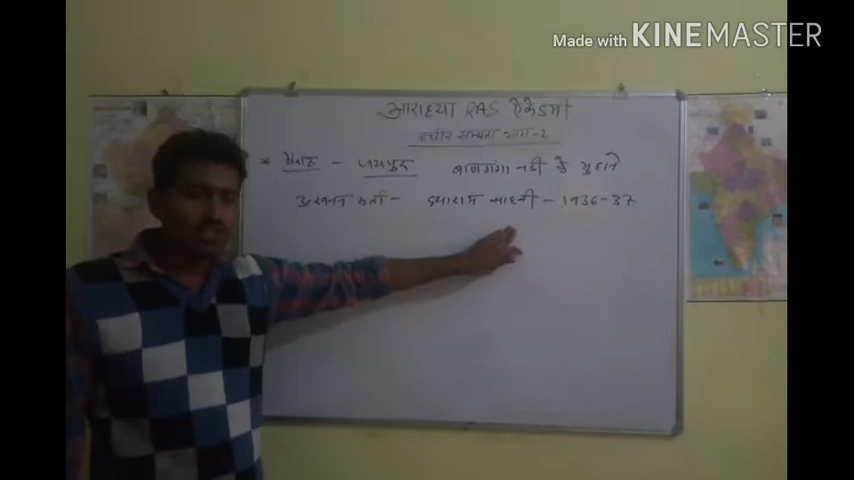 Made with KINEMASTER
आराध्या RAS ऐकेडमी
प्राचीन सभ्यता भाग-2
* बैराठ - जयपुर बाणगंगा नदी के मुहाने
उत्खनन कर्ता - दयाराम साहनी - 1936-37